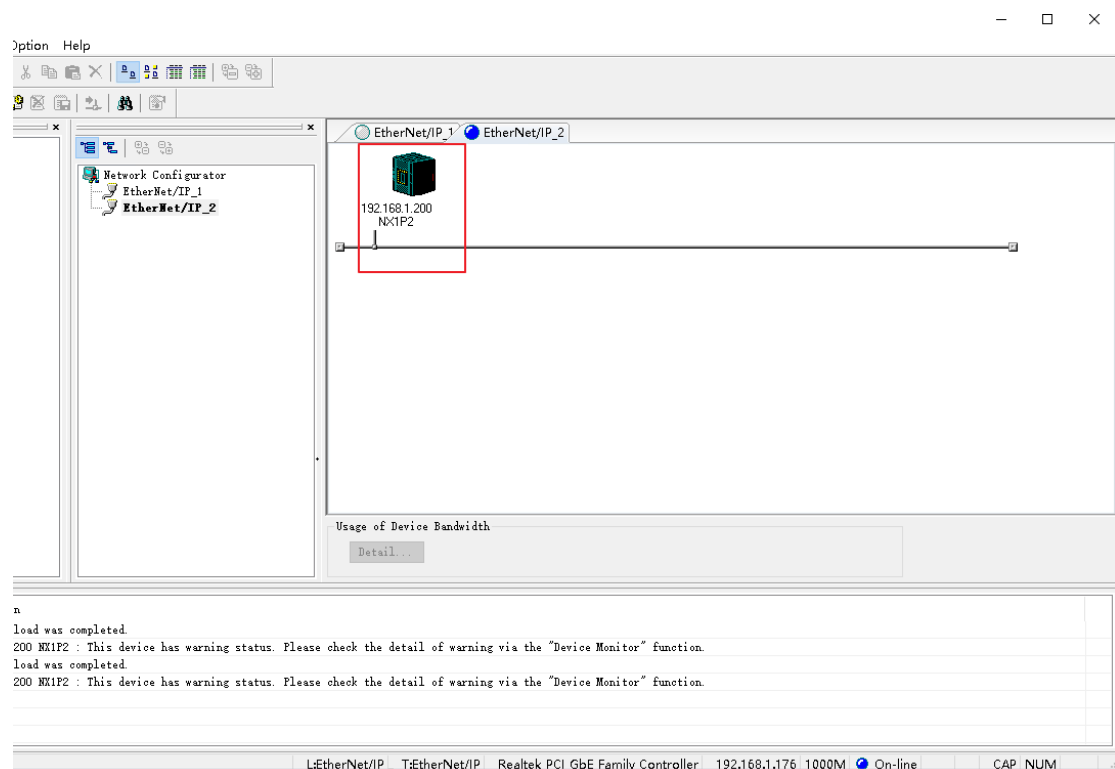 Option Help
EtherNet/IP_1 EtherNet/IP_2
Network Configurator
EtherNet/IP_1
EtherNet/IP_2
192.168.1.200
NX1P2
Usage of Device Bandwidth
Detail...
n
load was completed.
200 NX1P2 : This device has warning status. Please check the detail of warning via the "Device Monitor" function.
load was completed.
200 NX1P2 : This device has warning status. Please check the detail of warning via the "Device Monitor" function.
L:EtherNet/IP T:EtherNet/IP Realtek PCI GbE Family Controller 192.168.1.176 1000M On-line CAP NUM